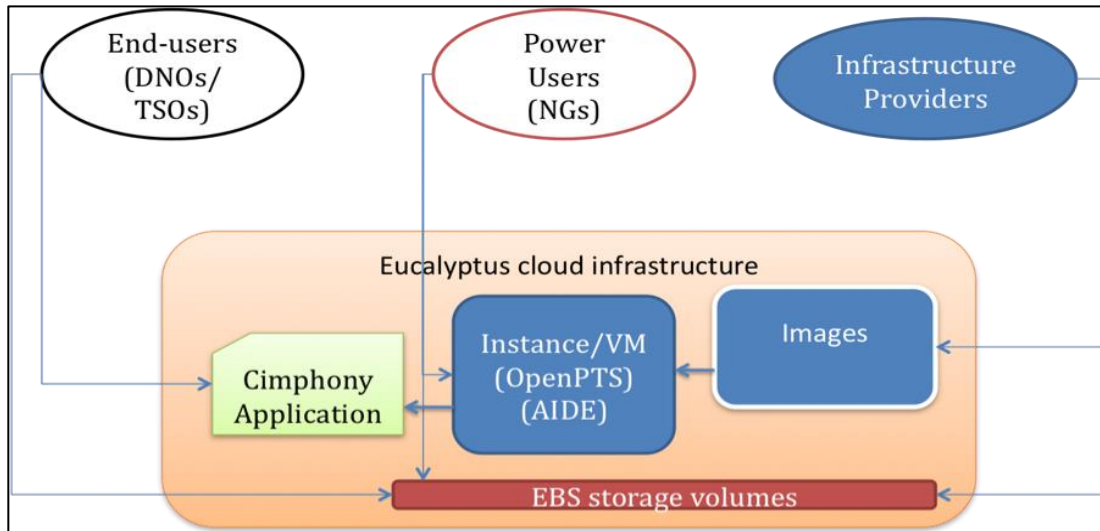 End-users
(DNOs/
TSOs)
Power
Users
(NGs)
Infrastructure
Providers
Eucalyptus cloud infrastructure
Cimphony
Application
Instance/VM
(OpenPTS)
(AIDE)
Images
EBS storage volumes